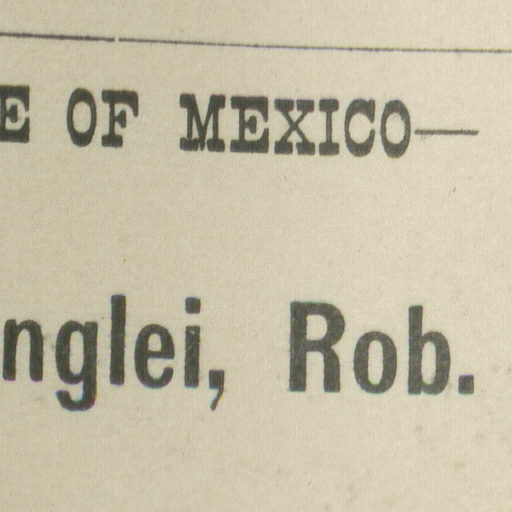 E OF MEXICO—
nglei, Rob.